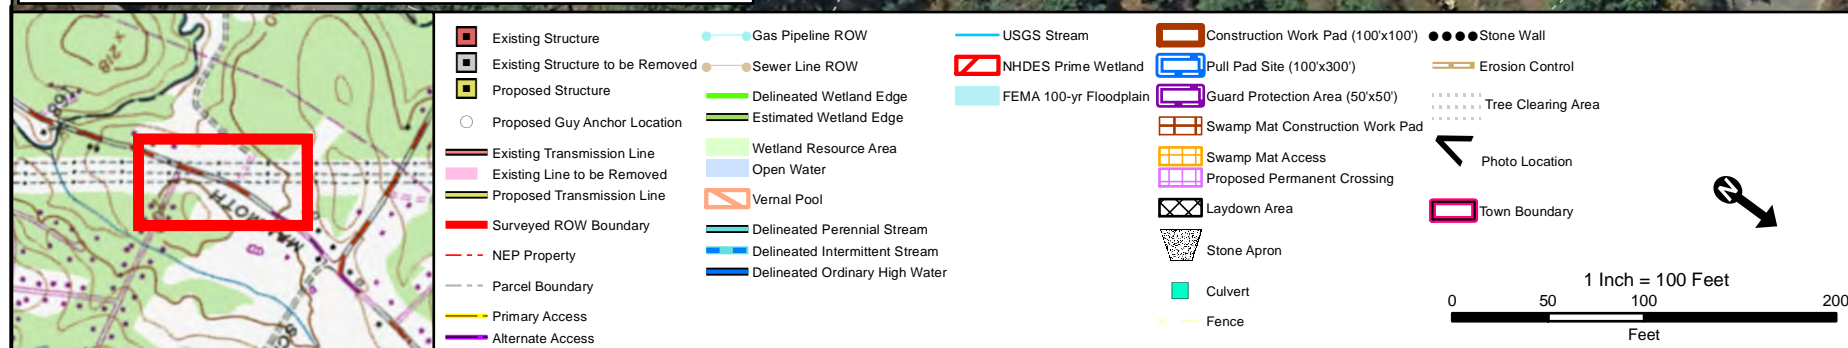 × 218
168
MAMMOTH
Existing Structure
Existing Structure to be Removed
Proposed Structure
Proposed Guy Anchor Location
Existing Transmission Line
Existing Line to be Removed
Proposed Transmission Line
Surveyed ROW Boundary
NEP Property
Parcel Boundary
Primary Access
Alternate Access
Gas Pipeline ROW
Sewer Line ROW
Delineated Wetland Edge
Estimated Wetland Edge
Wetland Resource Area
Open Water
Vernal Pool
Delineated Perennial Stream
Delineated Intermittent Stream
Delineated Ordinary High Water
USGS Stream
NHDES Prime Wetland
FEMA 100-yr Floodplain
Construction Work Pad (100'x100')
Pull Pad Site (100'x300')
Guard Protection Area (50'x50')
Swamp Mat Construction Work Pad
Swamp Mat Access
Proposed Permanent Crossing
Laydown Area
Stone Apron
Culvert
Fence
Stone Wall
Erosion Control
Tree Clearing Area
Photo Location
Town Boundary
N
1 Inch = 100 Feet
0 50 100 200
Feet